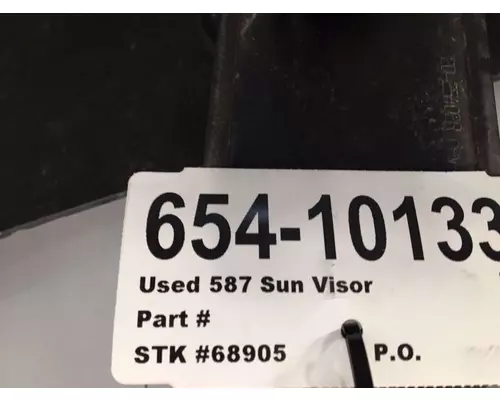 654-10133
Used 587 Sun Visor
Part #
STK #68905 P.O.